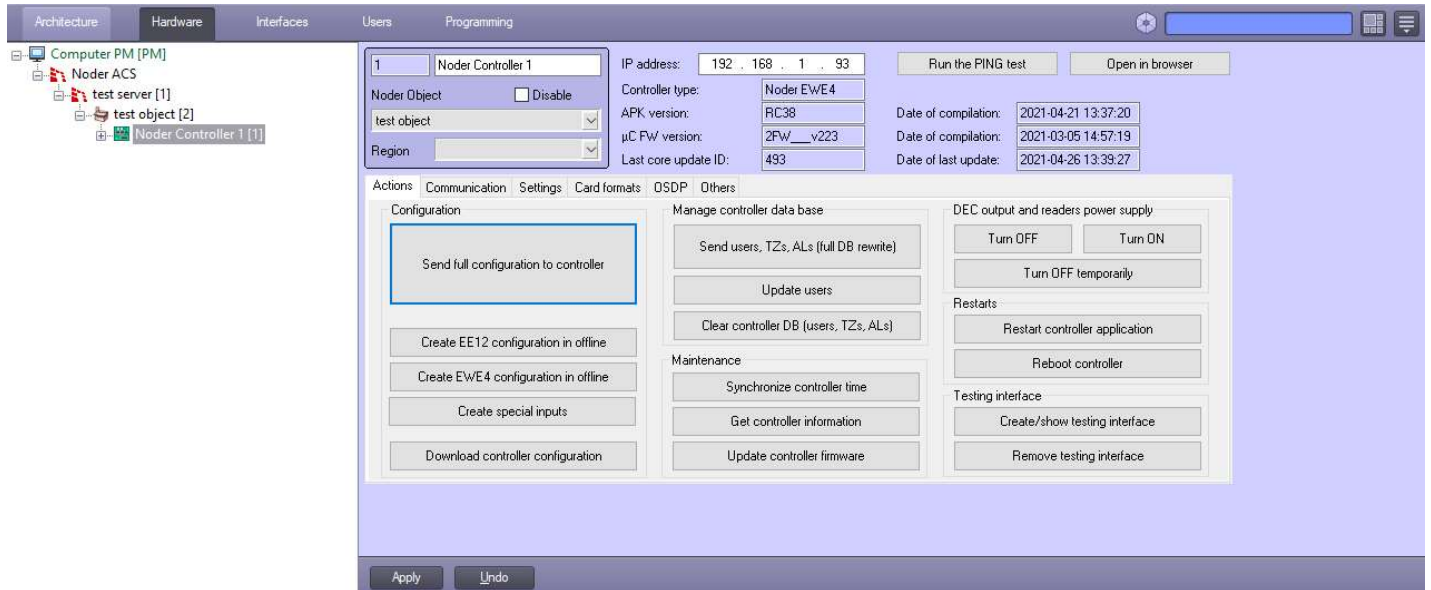 Architecture Hardware Interfaces Users Programming
Computer PM [PM]
Noder ACS
test server [1]
test object [2]
Noder Controller 1 [1]
1 Noder Controller 1
Noder Object Disable
test object
Region
IP address: 192 . 168 . 1 . 93 Run the PING test Open in browser
Controller type: Noder EWE4
APK version: RC38 Date of compilation: 2021-04-21 13:37:20
µC FW version: 2FW___v223 Date of compilation: 2021-03-05 14:57:19
Last core update ID: 493 Date of last update: 2021-04-26 13:39:27
Actions Communication Settings Card formats OSDP Others
Configuration
Send full configuration to controller
Create EE12 configuration in offline
Create EWE4 configuration in offline
Create special inputs
Download controller configuration
Manage controller data base
Send users, TZs, ALs (full DB rewrite)
Update users
Clear controller DB (users, TZs, ALs)
Maintenance
Synchronize controller time
Get controller information
Update controller firmware
DEC output and readers power supply
Turn OFF Turn ON
Turn OFF temporarily
Restarts
Restart controller application
Reboot controller
Testing interface
Create/show testing interface
Remove testing interface
Apply Undo